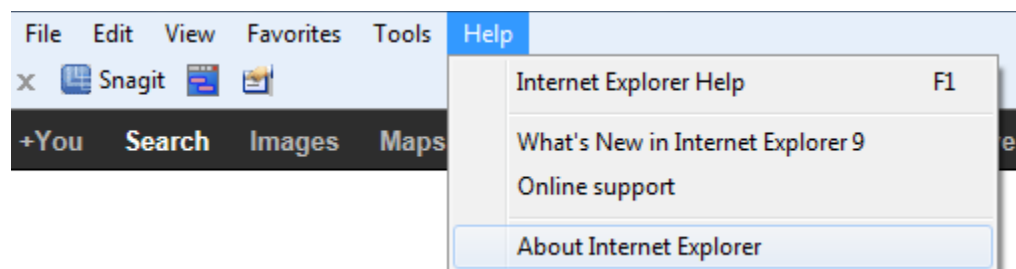 File Edit View Favorites Tools Help
x Snagit
Internet Explorer Help F1
+You Search Images Maps
What's New in Internet Explorer 9
Online support
About Internet Explorer